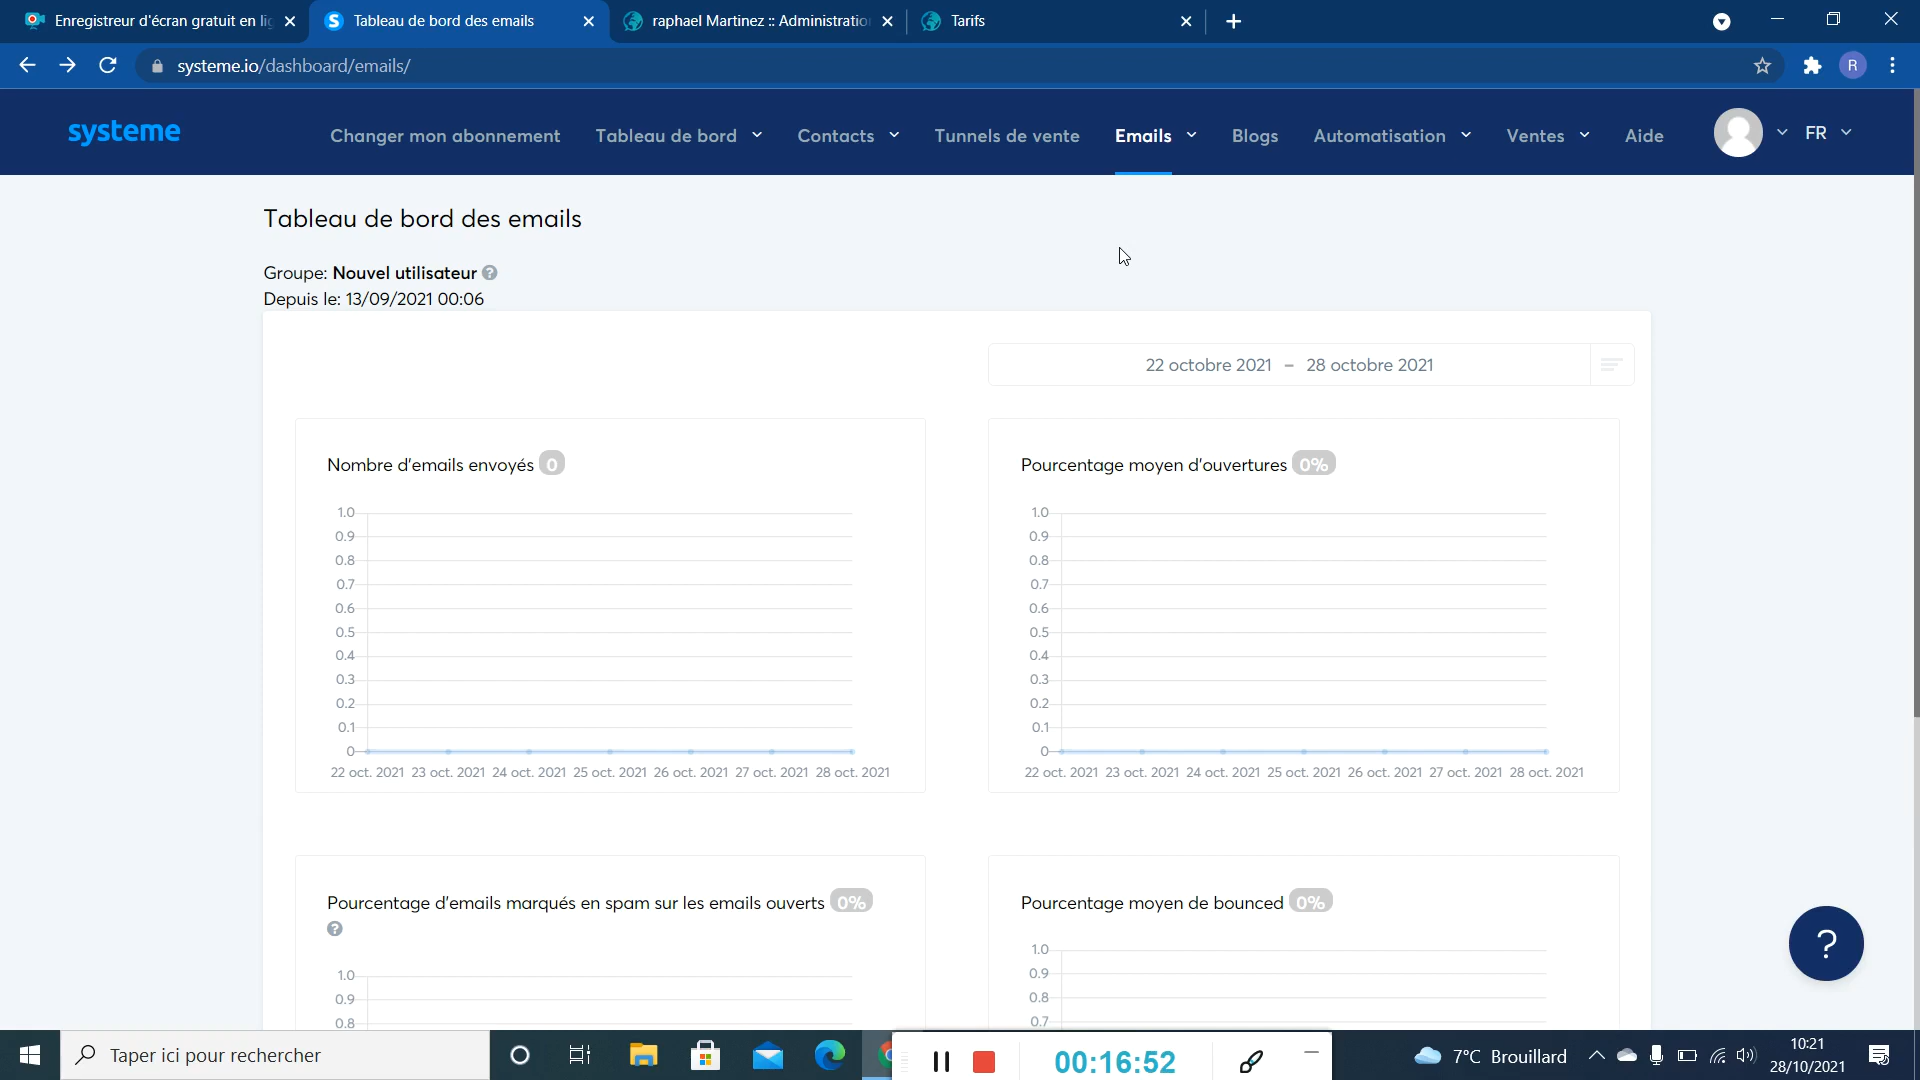 Enregistreur d'écran gratuit en lig
Tableau de bord des emails
raphael Martinez :: Administratio
Tarifs
systeme.io/dashboard/emails/
R
systeme
Changer mon abonnement
Tableau de bord
Contacts
Tunnels de vente
Emails
Blogs
Automatisation
Ventes
Aide
FR
Tableau de bord des emails
Groupe: Nouvel utilisateur ?
Depuis le: 13/09/2021 00:06
22 octobre 2021 – 28 octobre 2021
Nombre d'emails envoyés 0
1.0
0.9
0.8
0.7
0.6
0.5
0.4
0.3
0.2
0.1
0
22 oct. 2021 23 oct. 2021 24 oct. 2021 25 oct. 2021 26 oct. 2021 27 oct. 2021 28 oct. 2021
Pourcentage moyen d'ouvertures 0%
1.0
0.9
0.8
0.7
0.6
0.5
0.4
0.3
0.2
0.1
0
22 oct. 2021 23 oct. 2021 24 oct. 2021 25 oct. 2021 26 oct. 2021 27 oct. 2021 28 oct. 2021
Pourcentage d'emails marqués en spam sur les emails ouverts 0%
?
1.0
0.9
0.8
Pourcentage moyen de bounced 0%
1.0
0.9
0.8
0.7
?
Taper ici pour rechercher
00:16:52
7°C Brouillard
10:21
28/10/2021